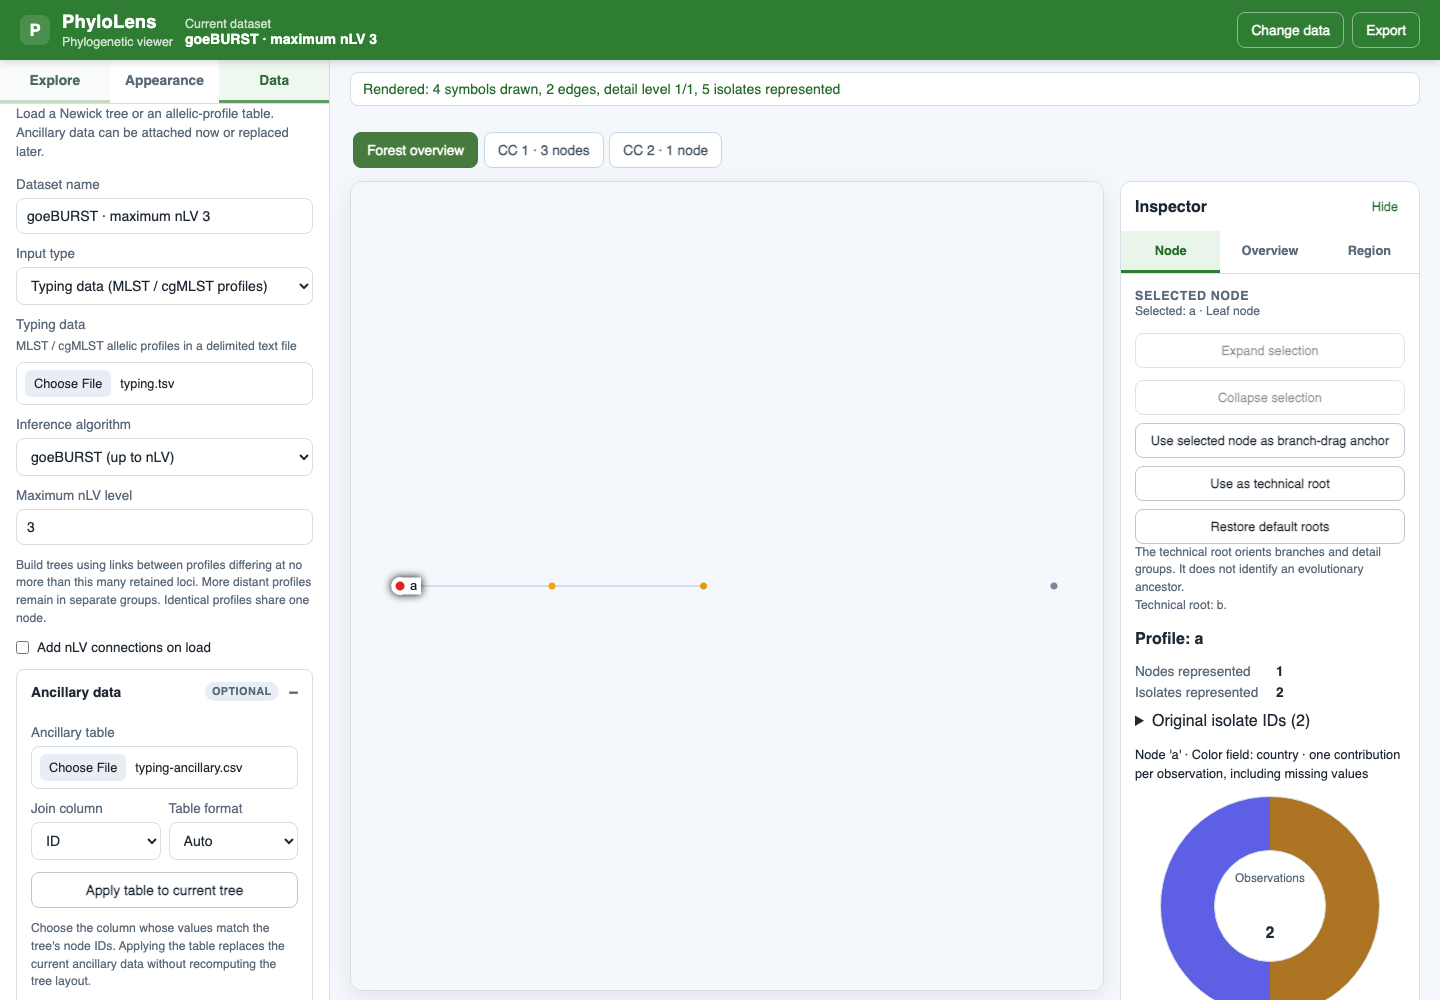 P
PhyloLens
Phylogenetic viewer
Current dataset
goeBURST · maximum nLV 3
Change data
Export
Explore
Appearance
Data
Load a Newick tree or an allelic-profile table.
Ancillary data can be attached now or replaced
later.
Dataset name
goeBURST · maximum nLV 3
Input type
Typing data (MLST / cgMLST profiles)
Typing data
MLST / cgMLST allelic profiles in a delimited text file
Choose File typing.tsv
Inference algorithm
goeBURST (up to nLV)
Maximum nLV level
3
Build trees using links between profiles differing at no
more than this many retained loci. More distant profiles
remain in separate groups. Identical profiles share one
node.
Add nLV connections on load
Ancillary data OPTIONAL −
Ancillary table
Choose File typing-ancillary.csv
Join column Table format
ID Auto
Apply table to current tree
Choose the column whose values match the
tree's node IDs. Applying the table replaces the
current ancillary data without recomputing the
tree layout.
Rendered: 4 symbols drawn, 2 edges, detail level 1/1, 5 isolates represented
Forest overview
CC 1 · 3 nodes
CC 2 · 1 node
a
Inspector
Hide
Node
Overview
Region
SELECTED NODE
Selected: a · Leaf node
Expand selection
Collapse selection
Use selected node as branch-drag anchor
Use as technical root
Restore default roots
The technical root orients branches and detail
groups. It does not identify an evolutionary
ancestor.
Technical root: b.
Profile: a
Nodes represented 1
Isolates represented 2
Original isolate IDs (2)
Node 'a' · Color field: country · one contribution
per observation, including missing values
Observations
2